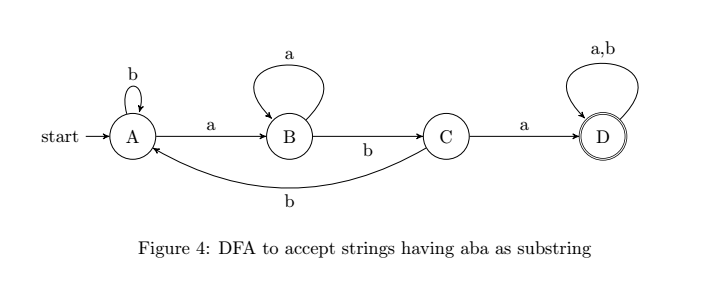 a,b
a
b
start
A
a
B
b
C
a
D
b
Figure 4: DFA to accept strings having aba as substring